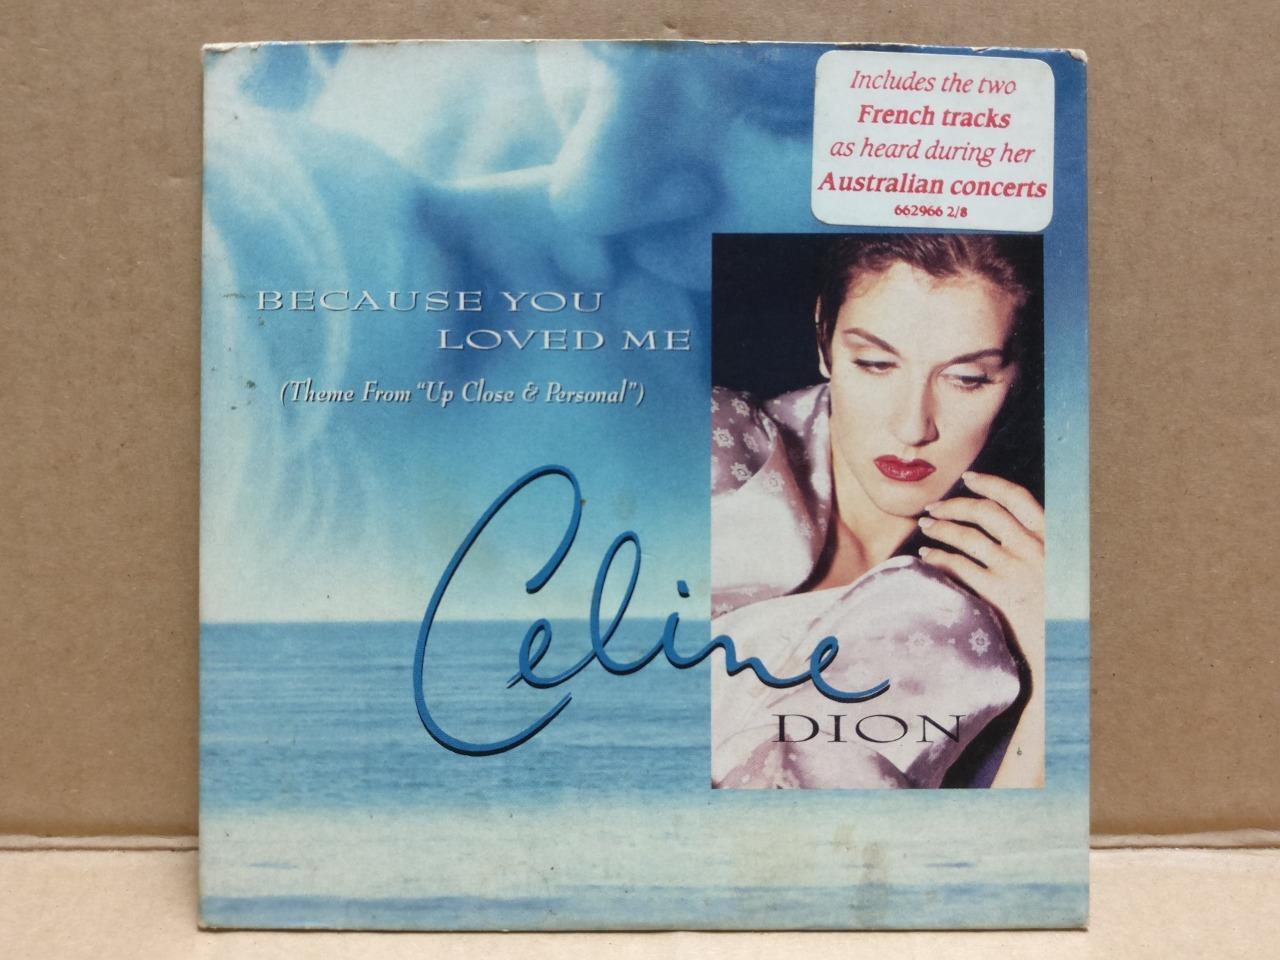 Includes the two
French tracks
as heard during her
Australian concerts
662966 2/8
BECAUSE YOU
LOVED ME
(Theme From “Up Close & Personal”)
Celine
DION